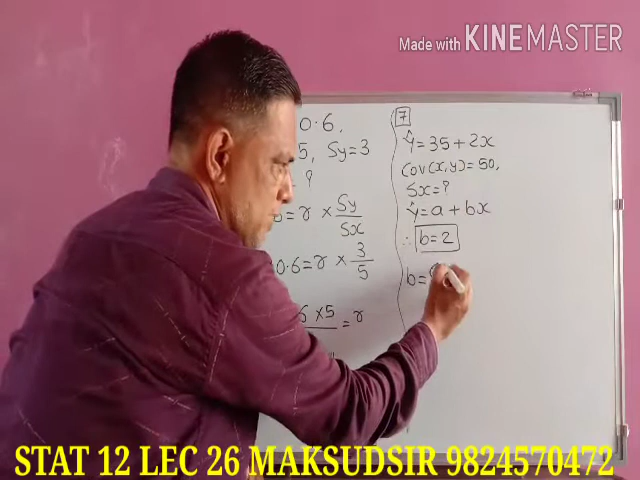 Made with KINEMASTER
0.6,
5, Sy=3
?
= r × Sy/Sx
0.6 = r × 3/5
6 × 5 = r
7
ŷ = 35 + 2x
Cov(x,y) = 50,
Sx = ?
ŷ = a + bx
∴ b = 2
b =
STAT 12 LEC 26 MAKSUDSIR 9824570472